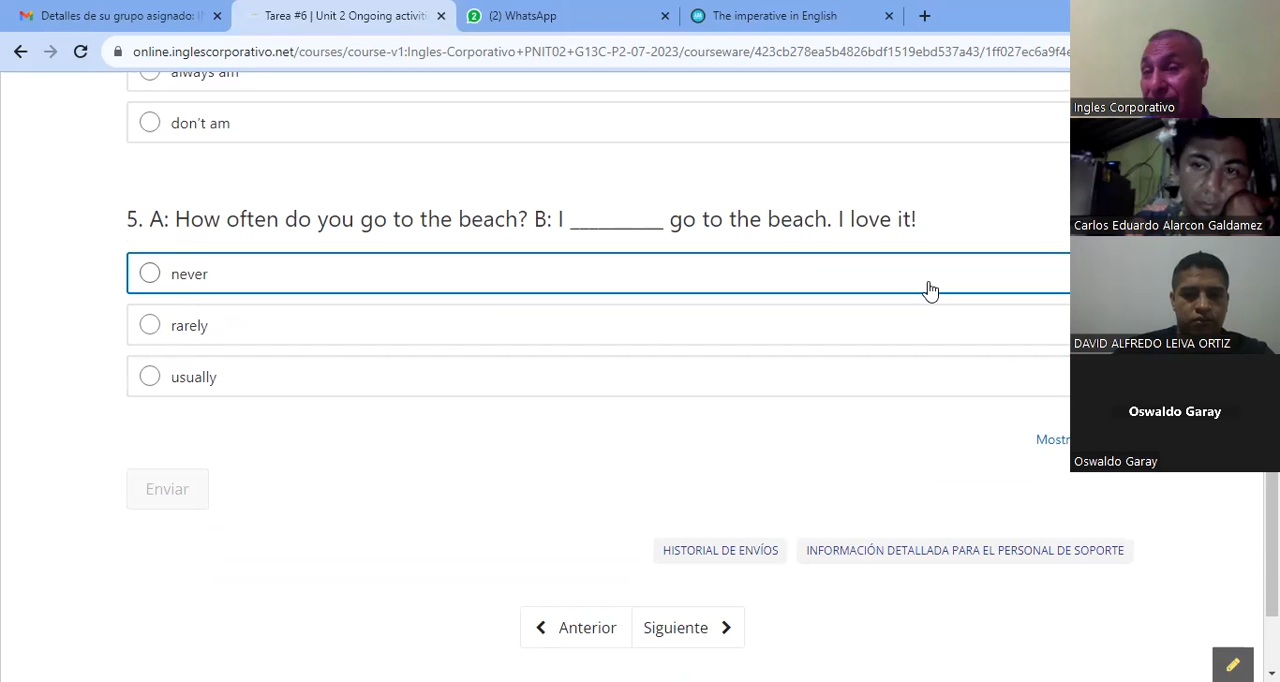 Detalles de su grupo asignado: I
Tarea #6 | Unit 2 Ongoing activiti
2
(2) WhatsApp
The imperative in English
online.inglescorporativo.net/courses/course-v1:Ingles-Corporativo+PNIT02+G13C-P2-07-2023/courseware/423cb278ea5b4826bdf1519ebd537a43/1ff027ec6a9f4e
always am
don't am
5. A: How often do you go to the beach? B: I _________ go to the beach. I love it!
never
rarely
usually
Mostr
Enviar
HISTORIAL DE ENVÍOS
INFORMACIÓN DETALLADA PARA EL PERSONAL DE SOPORTE
Anterior
Siguiente
Ingles Corporativo
Carlos Eduardo Alarcon Galdamez
DAVID ALFREDO LEIVA ORTIZ
Oswaldo Garay
Oswaldo Garay